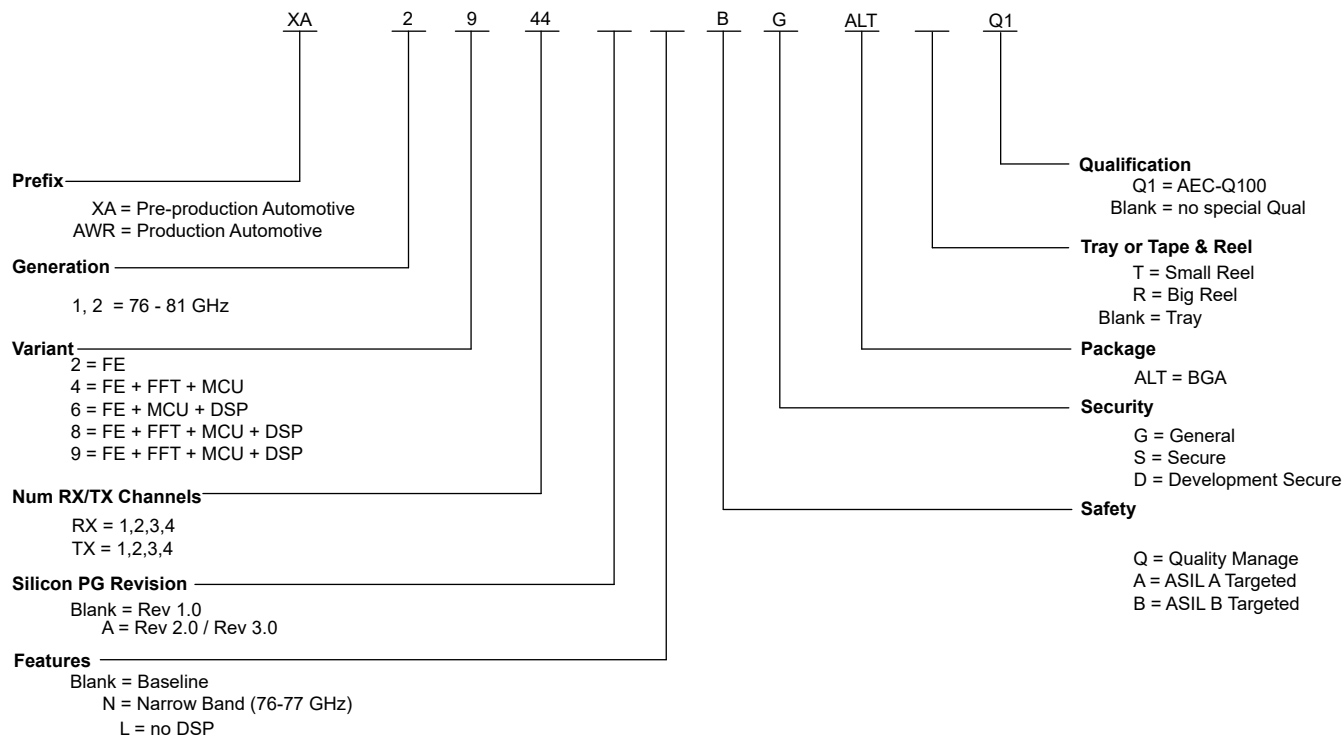 XA 2 9 44 B G ALT Q1
Prefix
XA = Pre-production Automotive
AWR = Production Automotive
Generation
1, 2 = 76 - 81 GHz
Variant
2 = FE
4 = FE + FFT + MCU
6 = FE + MCU + DSP
8 = FE + FFT + MCU + DSP
9 = FE + FFT + MCU + DSP
Num RX/TX Channels
RX = 1,2,3,4
TX = 1,2,3,4
Silicon PG Revision
Blank = Rev 1.0
A = Rev 2.0 / Rev 3.0
Features
Blank = Baseline
N = Narrow Band (76-77 GHz)
L = no DSP
Qualification
Q1 = AEC-Q100
Blank = no special Qual
Tray or Tape & Reel
T = Small Reel
R = Big Reel
Blank = Tray
Package
ALT = BGA
Security
G = General
S = Secure
D = Development Secure
Safety
Q = Quality Manage
A = ASIL A Targeted
B = ASIL B Targeted